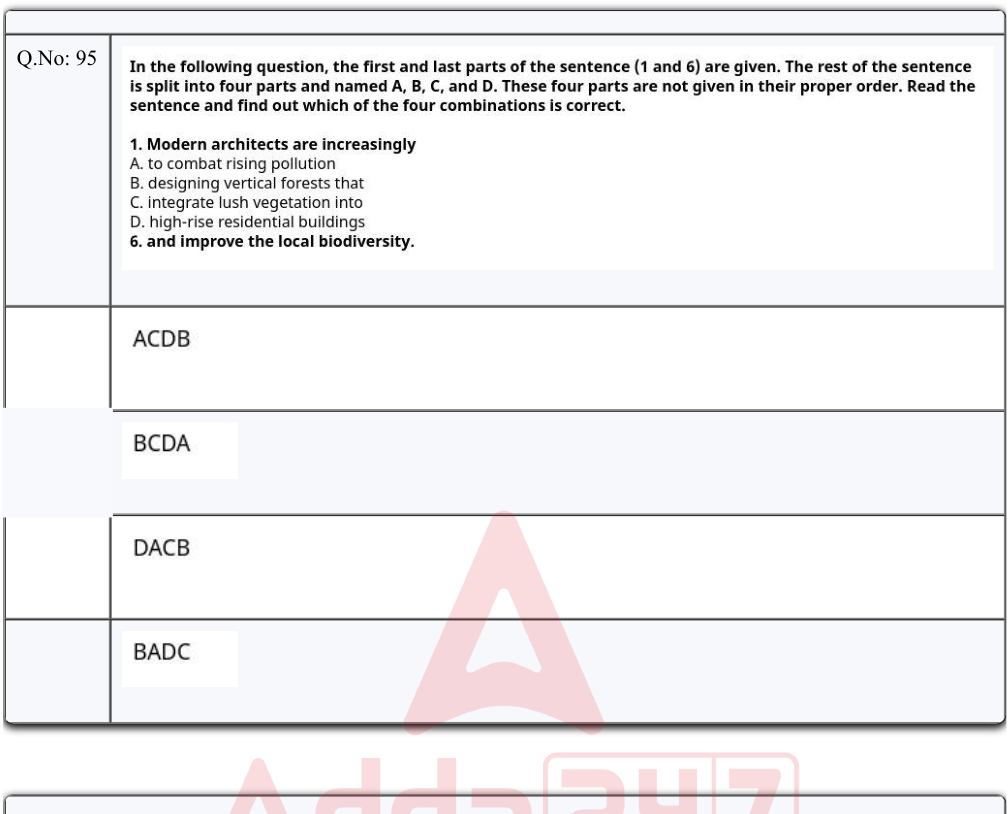 Q.No: 95
In the following question, the first and last parts of the sentence (1 and 6) are given. The rest of the sentence
is split into four parts and named A, B, C, and D. These four parts are not given in their proper order. Read the
sentence and find out which of the four combinations is correct.
1. Modern architects are increasingly
A. to combat rising pollution
B. designing vertical forests that
C. integrate lush vegetation into
D. high-rise residential buildings
6. and improve the local biodiversity.
ACDB
BCDA
DACB
BADC
Adda247